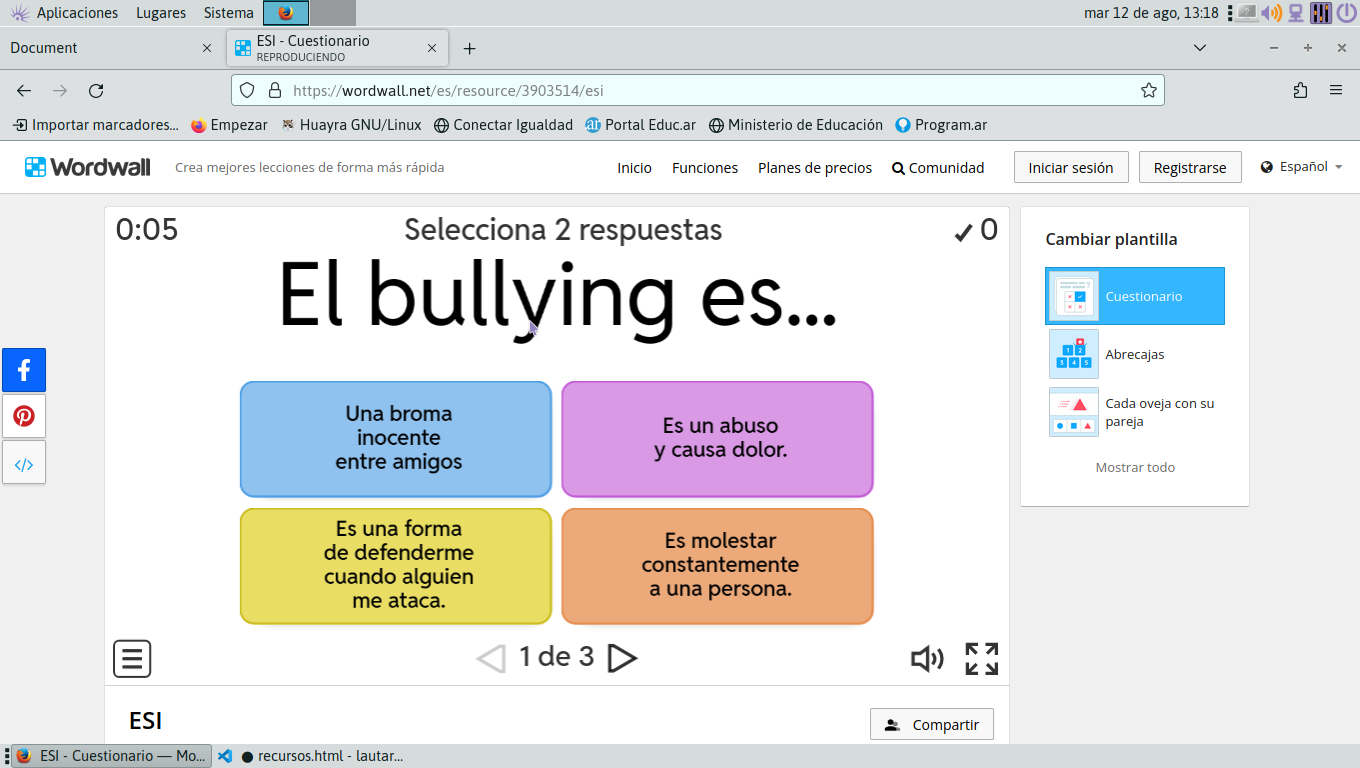 Aplicaciones Lugares Sistema mar 12 de ago, 13:18
Document
ESI - Cuestionario
REPRODUCIENDO
https://wordwall.net/es/resource/3903514/esi
Importar marcadores... Empezar Huayra GNU/Linux Conectar Igualdad Portal Educ.ar Ministerio de Educación Program.ar
Wordwall Crea mejores lecciones de forma más rápida Inicio Funciones Planes de precios Comunidad Iniciar sesión Registrarse Español
0:05 Selecciona 2 respuestas 0
El bullying es...
Una broma
inocente
entre amigos
Es un abuso
y causa dolor.
Es una forma
de defenderme
cuando alguien
me ataca.
Es molestar
constantemente
a una persona.
1 de 3
ESI
Compartir
Cambiar plantilla
Cuestionario
Abrecajas
Cada oveja con su
pareja
Mostrar todo
ESI - Cuestionario — Mo... recursos.html - lautar...